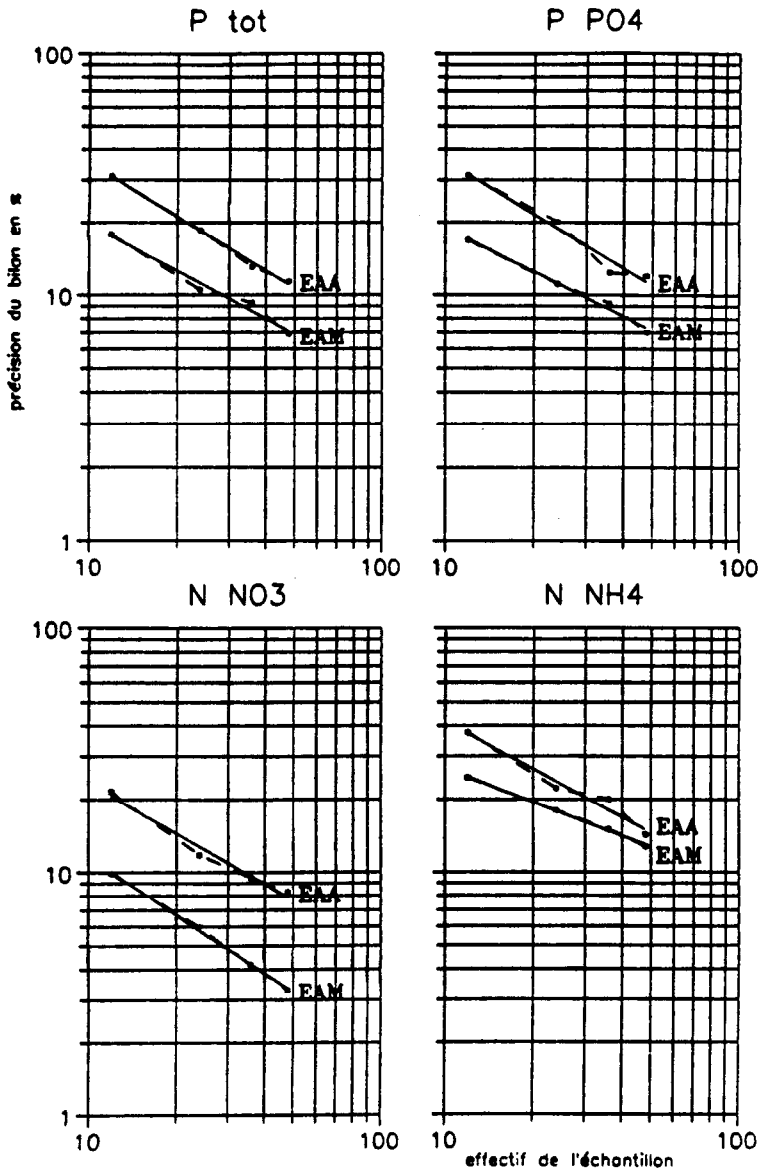 P tot
P PO4
100
10
1
précision du bilan en %
EAA
EAM
EAA
EAM
10
100
10
100
N NO3
N NH4
100
10
1
EAA
EAM
EAA
EAM
10
100
10
100
effectif de l'échantillon